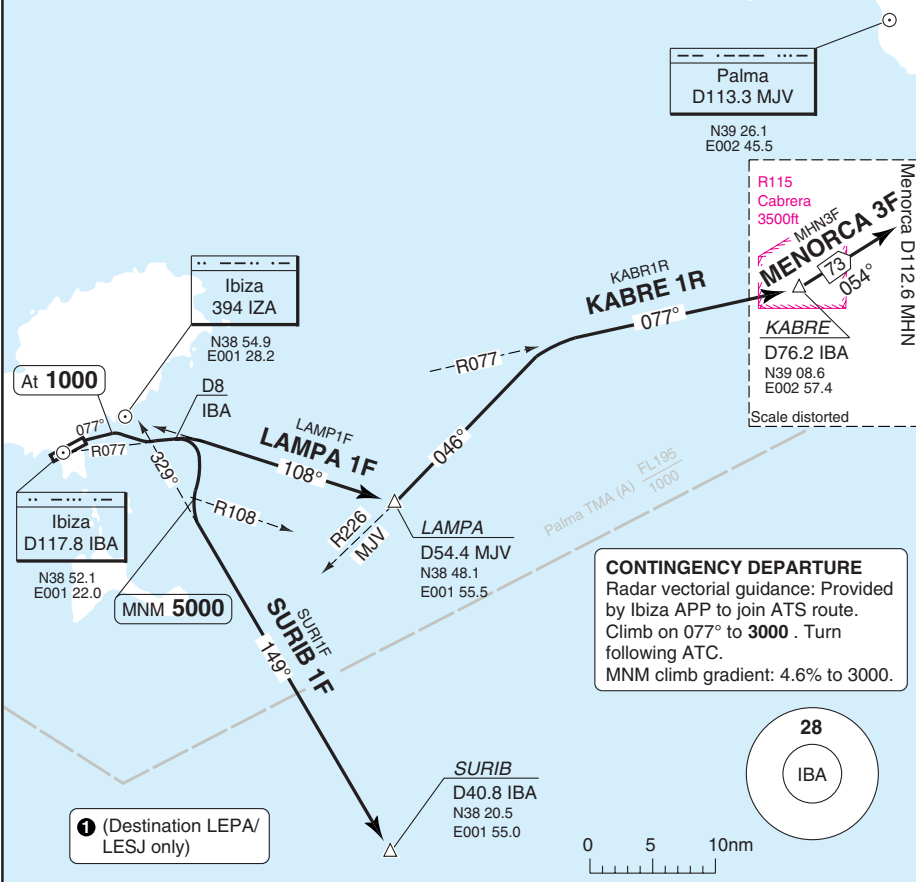 Palma
D113.3 MJV
N39 26.1
E002 45.5
R115
Cabrera
3500ft
MHN3F
MENORCA 3F
73
054°
Menorca D112.6 MHN
KABRE
D76.2 IBA
N39 08.6
E002 57.4
Scale distorted
KABR1R
KABRE 1R
077°
R077
Ibiza
394 IZA
N38 54.9
E001 28.2
At 1000
D8
IBA
077°
R077
LAMP1F
LAMPA 1F
108°
046°
329°
R108
R226
MJV
LAMPA
D54.4 MJV
N38 48.1
E001 55.5
Palma TMA (A) FL195
1000
Ibiza
D117.8 IBA
N38 52.1
E001 22.0
MNM 5000
SURI1F
SURIB 1F
149°
CONTINGENCY DEPARTURE
Radar vectorial guidance: Provided
by Ibiza APP to join ATS route.
Climb on 077° to 3000 . Turn
following ATC.
MNM climb gradient: 4.6% to 3000.
28
IBA
SURIB
D40.8 IBA
N38 20.5
E001 55.0
1 (Destination LEPA/
LESJ only)
0 5 10nm